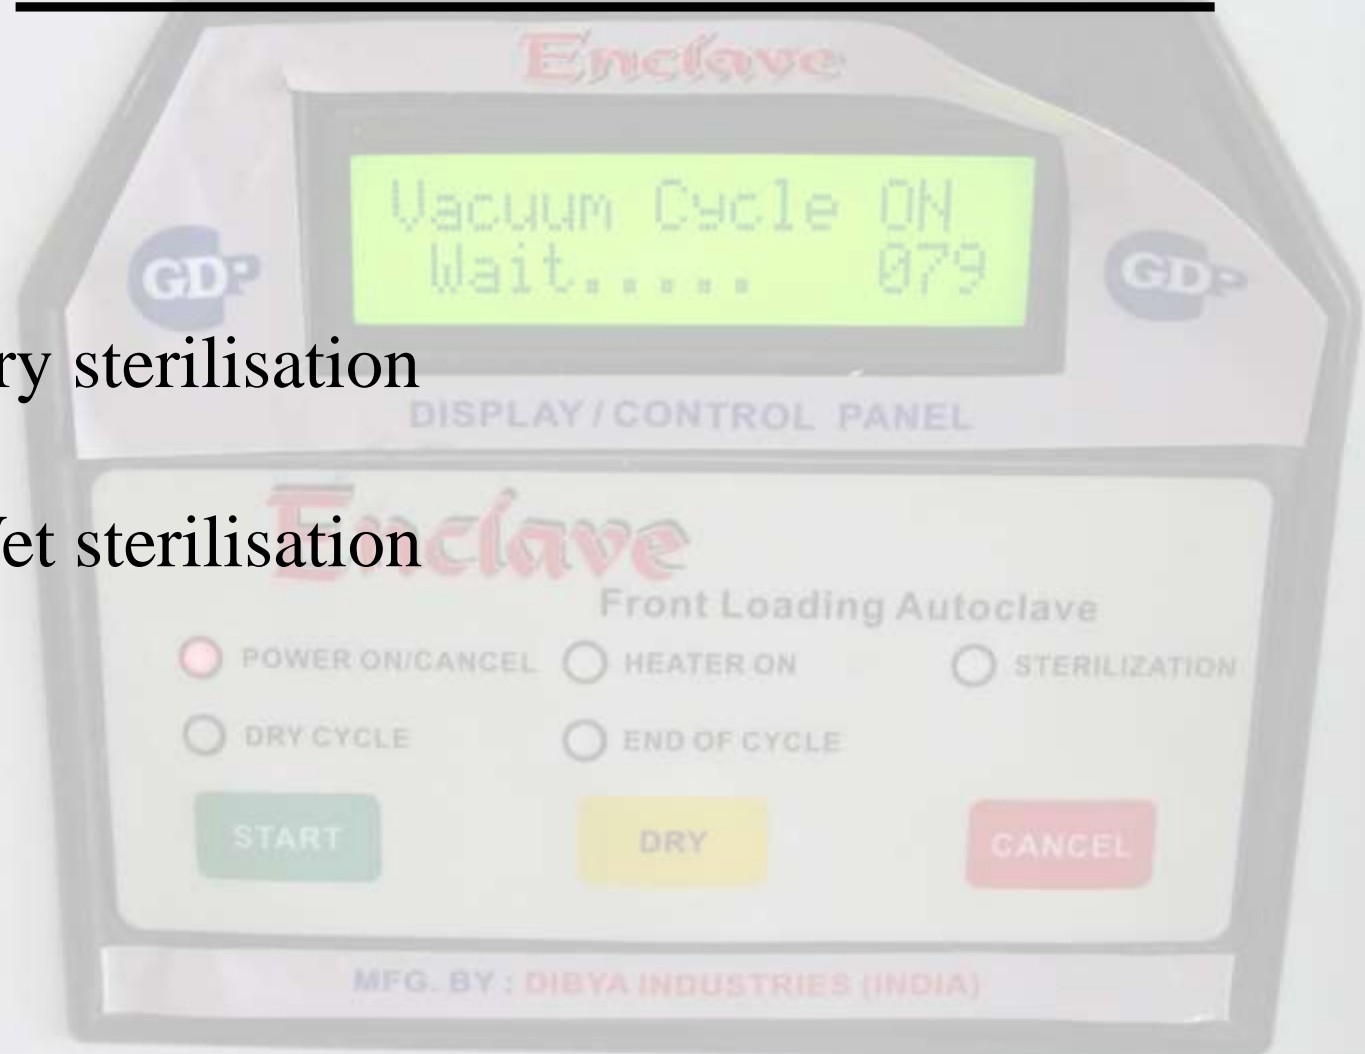 Enclave
Vacuum Cycle ON
Wait..... 079
GDP
GDP
ry sterilisation
DISPLAY / CONTROL PANEL
Enclave
et sterilisation
Front Loading Autoclave
POWER ON/CANCEL HEATER ON STERILIZATION
DRY CYCLE END OF CYCLE
START DRY CANCEL
MFG. BY : DIBYA INDUSTRIES (INDIA)